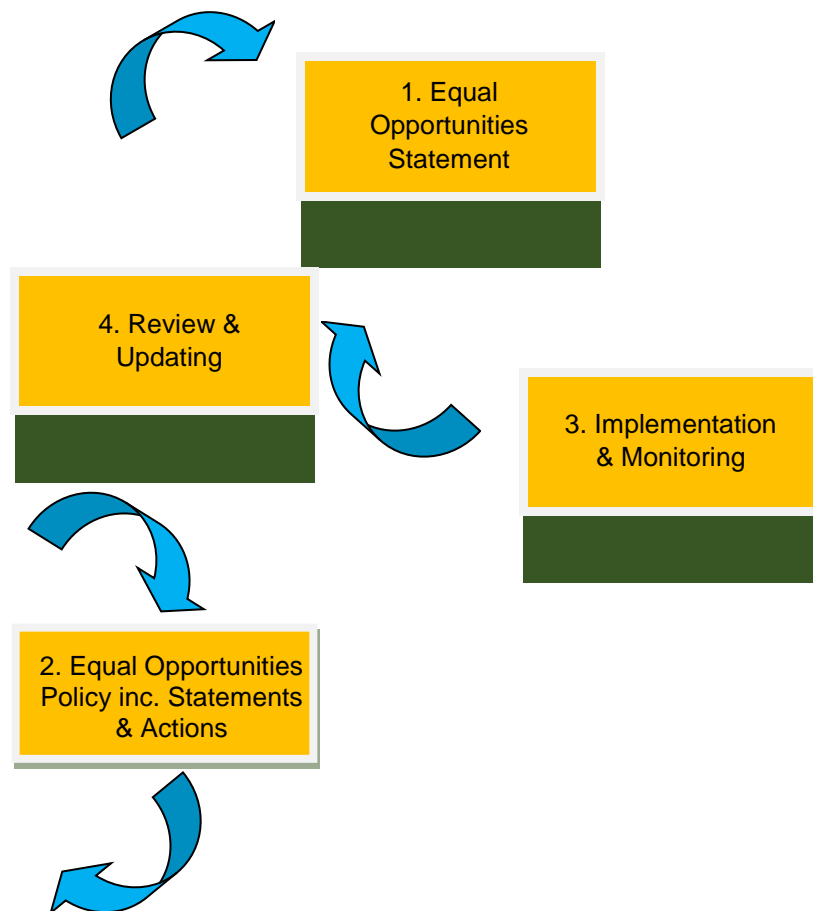 1. Equal
Opportunities
Statement
4. Review &
Updating
3. Implementation
& Monitoring
2. Equal Opportunities
Policy inc. Statements
& Actions